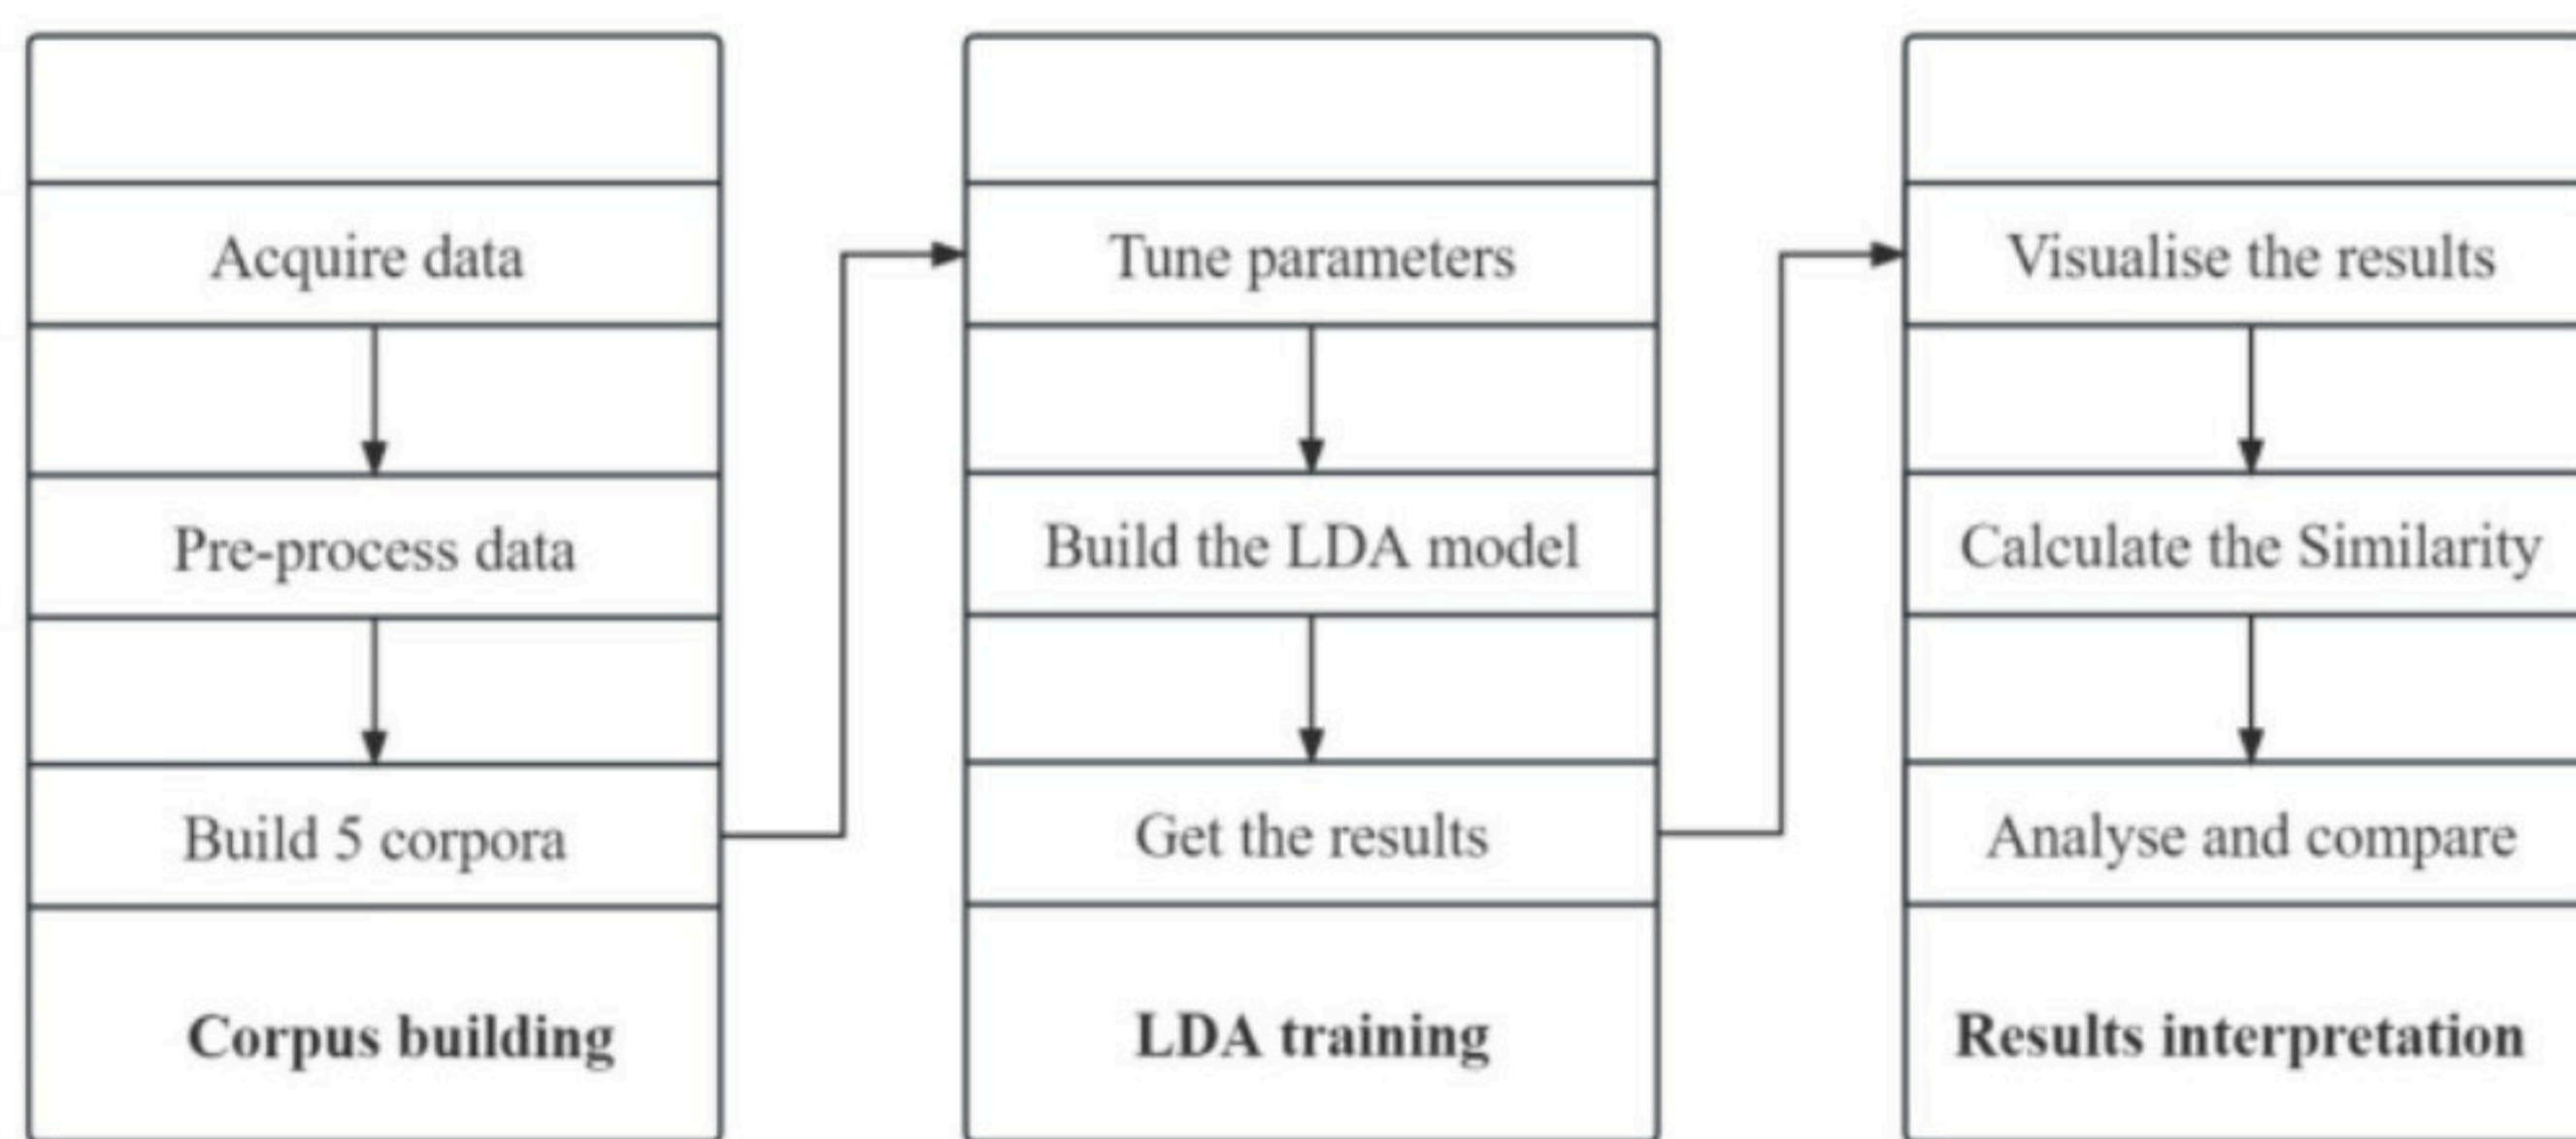 Acquire data
Pre-process data
Build 5 corpora
Corpus building
Tune parameters
Build the LDA model
Get the results
LDA training
Visualise the results
Calculate the Similarity
Analyse and compare
Results interpretation